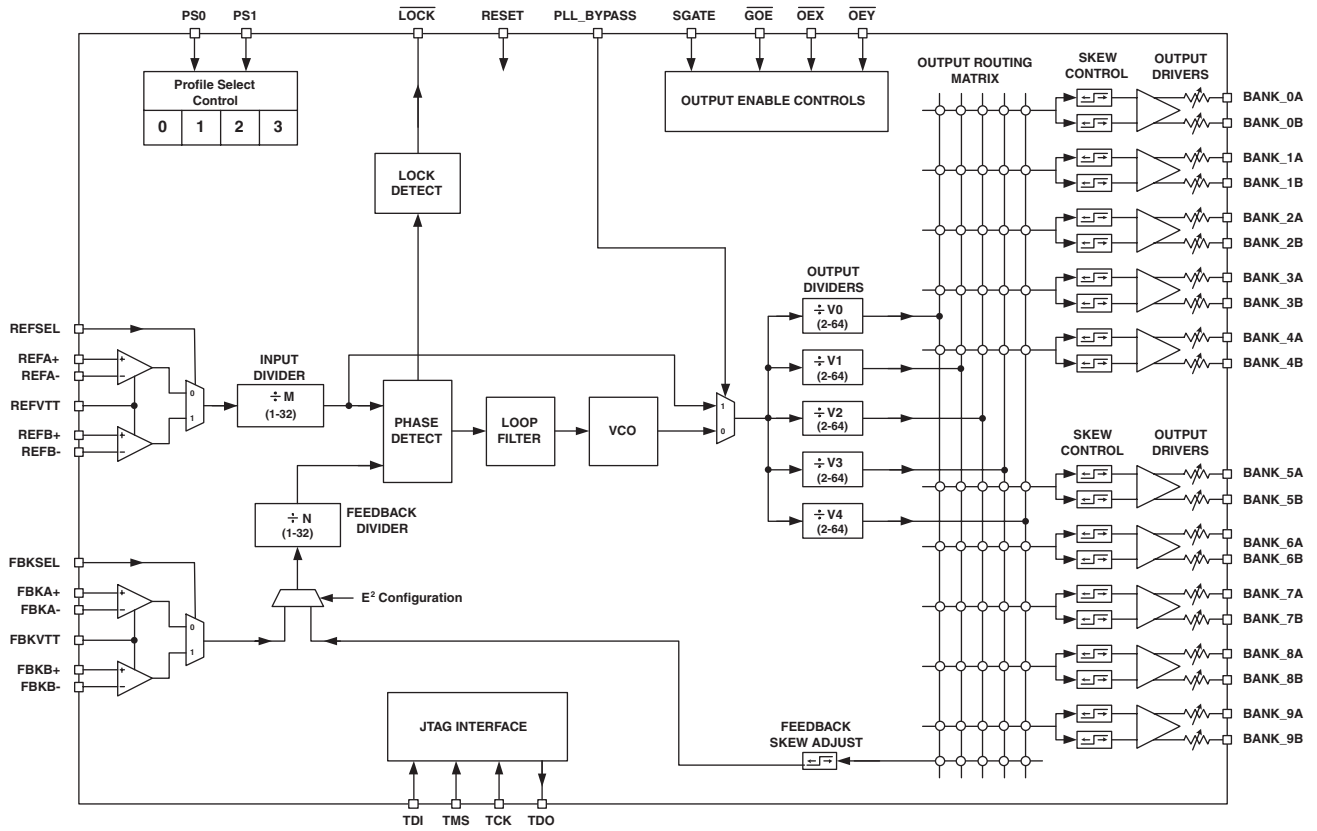 PS0 PS1 LOCK RESET PLL_BYPASS SGATE GOE OEX OEY
Profile Select
Control
0 1 2 3
OUTPUT ENABLE CONTROLS
OUTPUT ROUTING
MATRIX
SKEW
CONTROL
OUTPUT
DRIVERS
BANK_0A
BANK_0B
BANK_1A
BANK_1B
BANK_2A
BANK_2B
BANK_3A
BANK_3B
BANK_4A
BANK_4B
LOCK
DETECT
OUTPUT
DIVIDERS
÷ V0
(2-64)
÷ V1
(2-64)
÷ V2
(2-64)
÷ V3
(2-64)
÷ V4
(2-64)
REFSEL
REFA+
REFA-
REFVTT
REFB+
REFB-
+
−
+
−
0
1
INPUT
DIVIDER
÷ M
(1-32)
PHASE
DETECT
LOOP
FILTER
VCO
1
0
÷ N
(1-32)
FEEDBACK
DIVIDER
SKEW
CONTROL
OUTPUT
DRIVERS
BANK_5A
BANK_5B
BANK_6A
BANK_6B
BANK_7A
BANK_7B
BANK_8A
BANK_8B
BANK_9A
BANK_9B
FBKSEL
FBKA+
FBKA-
FBKVTT
FBKB+
FBKB-
+
−
+
−
0
1
E² Configuration
JTAG INTERFACE
FEEDBACK
SKEW ADJUST
TDI TMS TCK TDO